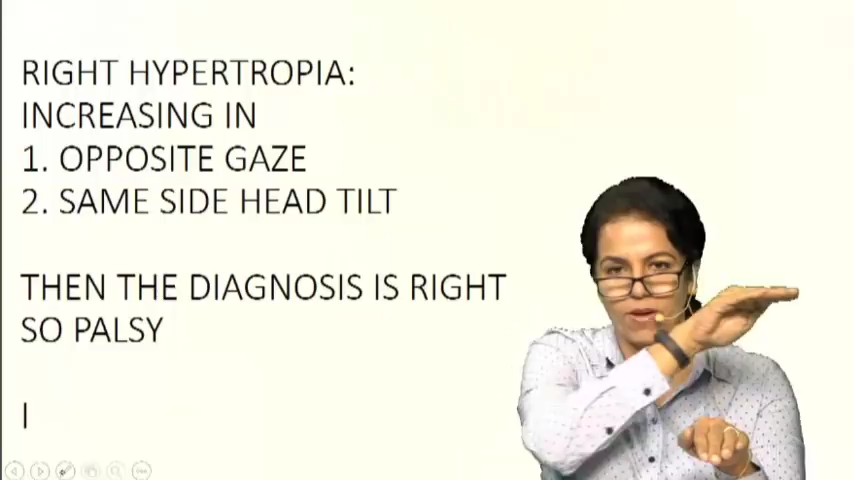 RIGHT HYPERTROPIA:
INCREASING IN
1. OPPOSITE GAZE
2. SAME SIDE HEAD TILT
THEN THE DIAGNOSIS IS RIGHT
SO PALSY